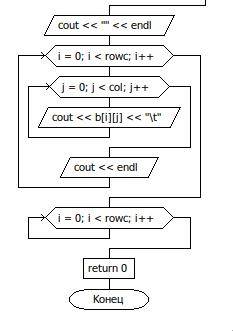 cout << "" << endl
i = 0; i < rowc; i++
j = 0; j < col; j++
cout << b[i][j] << "\t"
cout << endl
i = 0; i < rowc; i++
return 0
Конец